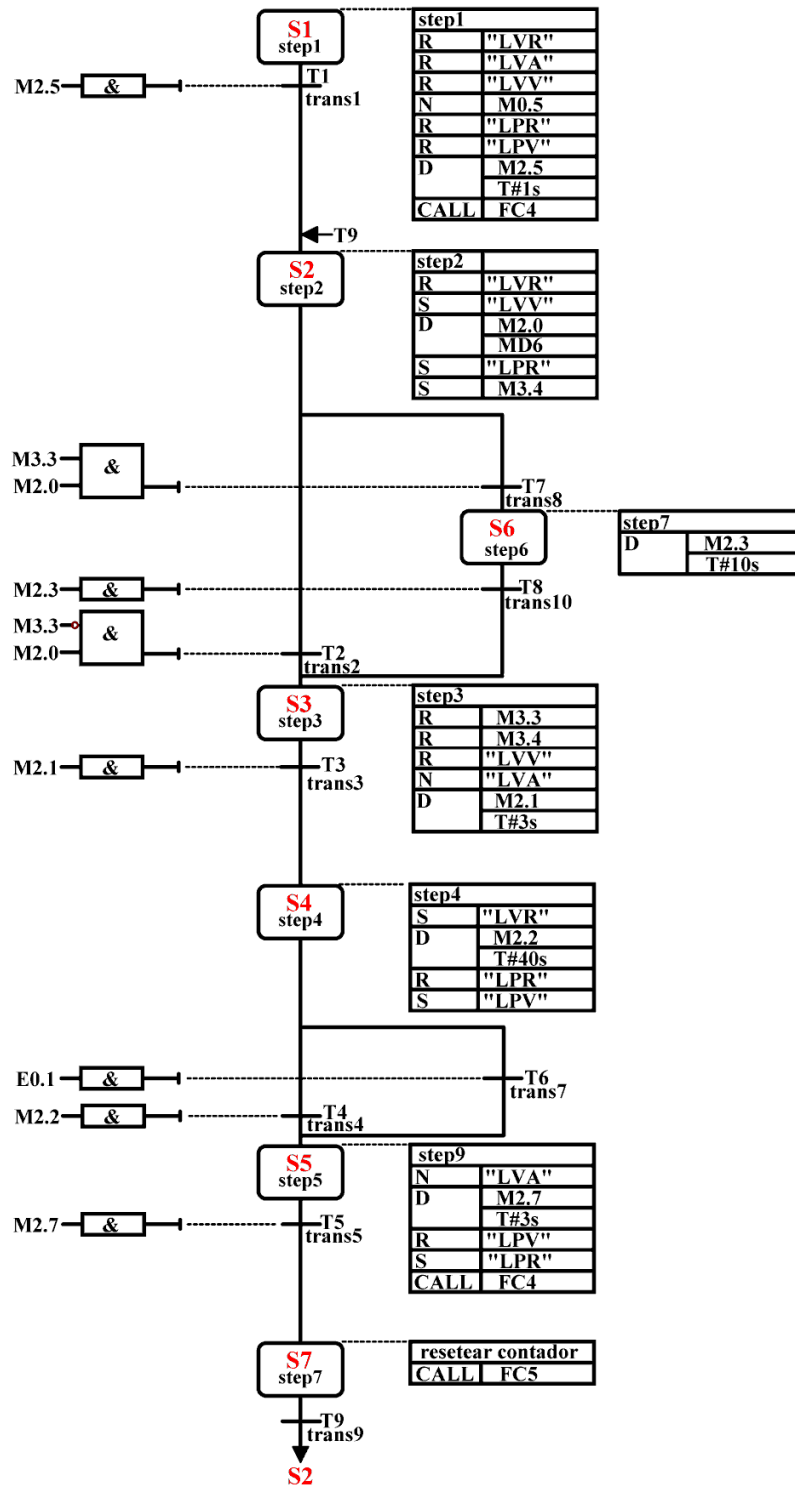 S1
step1
step1
R "LVR"
R "LVA"
R "LVV"
N M0.5
R "LPR"
R "LPV"
D M2.5
T#1s
CALL FC4
M2.5 &
T1
trans1
T9
S2
step2
step2
R "LVR"
S "LVV"
D M2.0
MD6
S "LPR"
S M3.4
M3.3
&
M2.0
T7
trans8
S6
step6
step7
D M2.3
T#10s
M2.3 &
T8
trans10
M3.3
&
M2.0
T2
trans2
S3
step3
step3
R M3.3
R M3.4
R "LVV"
N "LVA"
D M2.1
T#3s
M2.1 &
T3
trans3
S4
step4
step4
S "LVR"
D M2.2
T#40s
R "LPR"
S "LPV"
E0.1 &
T6
trans7
M2.2 &
T4
trans4
S5
step5
step9
N "LVA"
D M2.7
T#3s
R "LPV"
S "LPR"
CALL FC4
M2.7 &
T5
trans5
S7
step7
resetear contador
CALL FC5
T9
trans9
S2